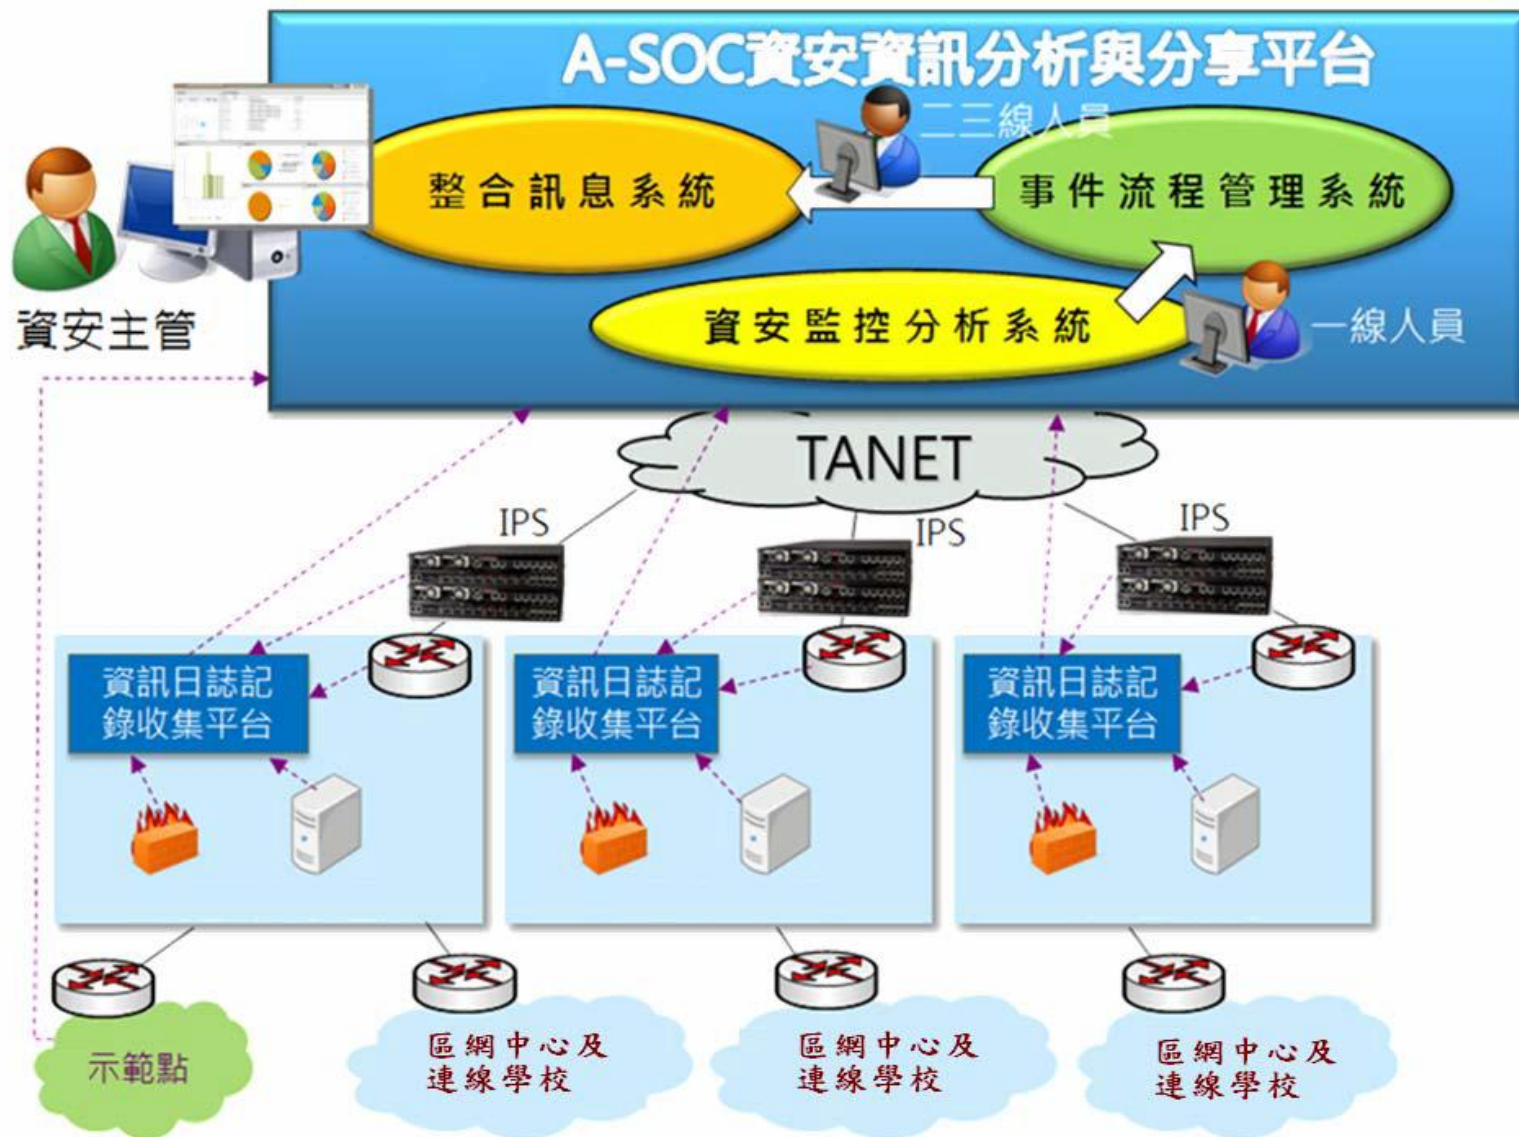 A-SOC資安資訊分析與分享平台
二三線人員
整合訊息系統
事件流程管理系統
資安監控分析系統
一線人員
資安主管
TANET
IPS
IPS
IPS
資訊日誌記
錄收集平台
資訊日誌記
錄收集平台
資訊日誌記
錄收集平台
示範點
區網中心及
連線學校
區網中心及
連線學校
區網中心及
連線學校